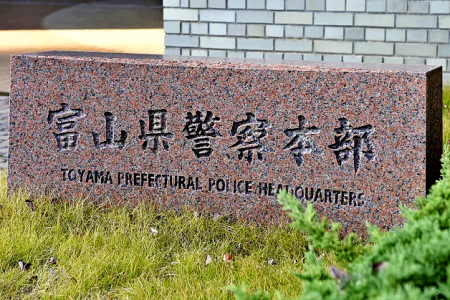 富山県警察本部
TOYAMA PREFECTURAL POLICE HEADQUARTERS